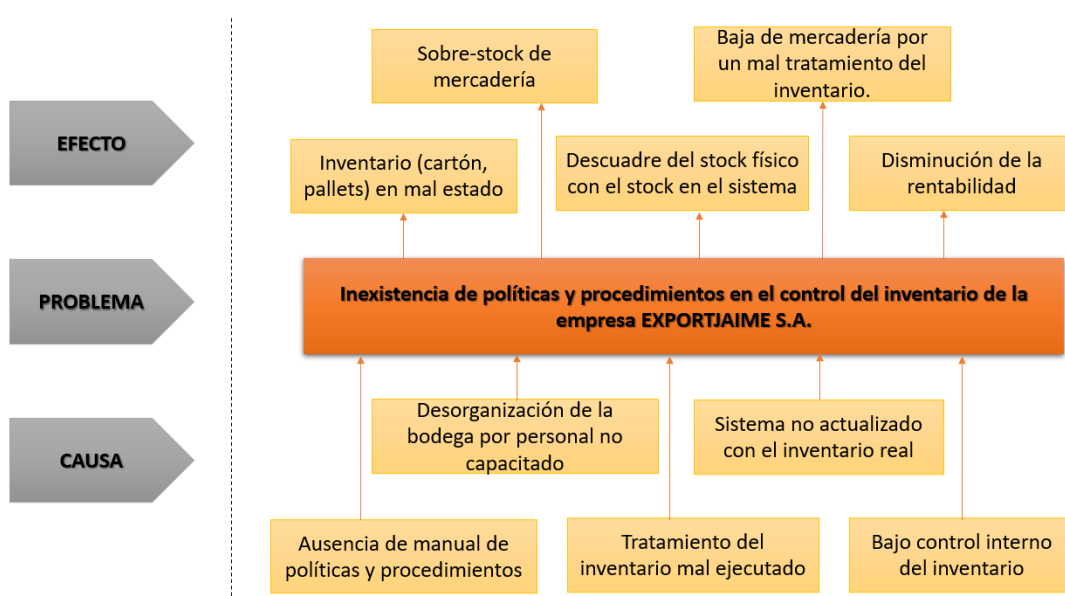 Sobre-stock de
mercadería
Baja de mercadería por
un mal tratamiento del
inventario.
EFECTO
Inventario (cartón,
pallets) en mal estado
Descuadre del stock físico
con el stock en el sistema
Disminución de la
rentabilidad
PROBLEMA
Inexistencia de políticas y procedimientos en el control del inventario de la
empresa EXPORTJAIME S.A.
CAUSA
Desorganización de la
bodega por personal no
capacitado
Sistema no actualizado
con el inventario real
Ausencia de manual de
políticas y procedimientos
Tratamiento del
inventario mal ejecutado
Bajo control interno
del inventario